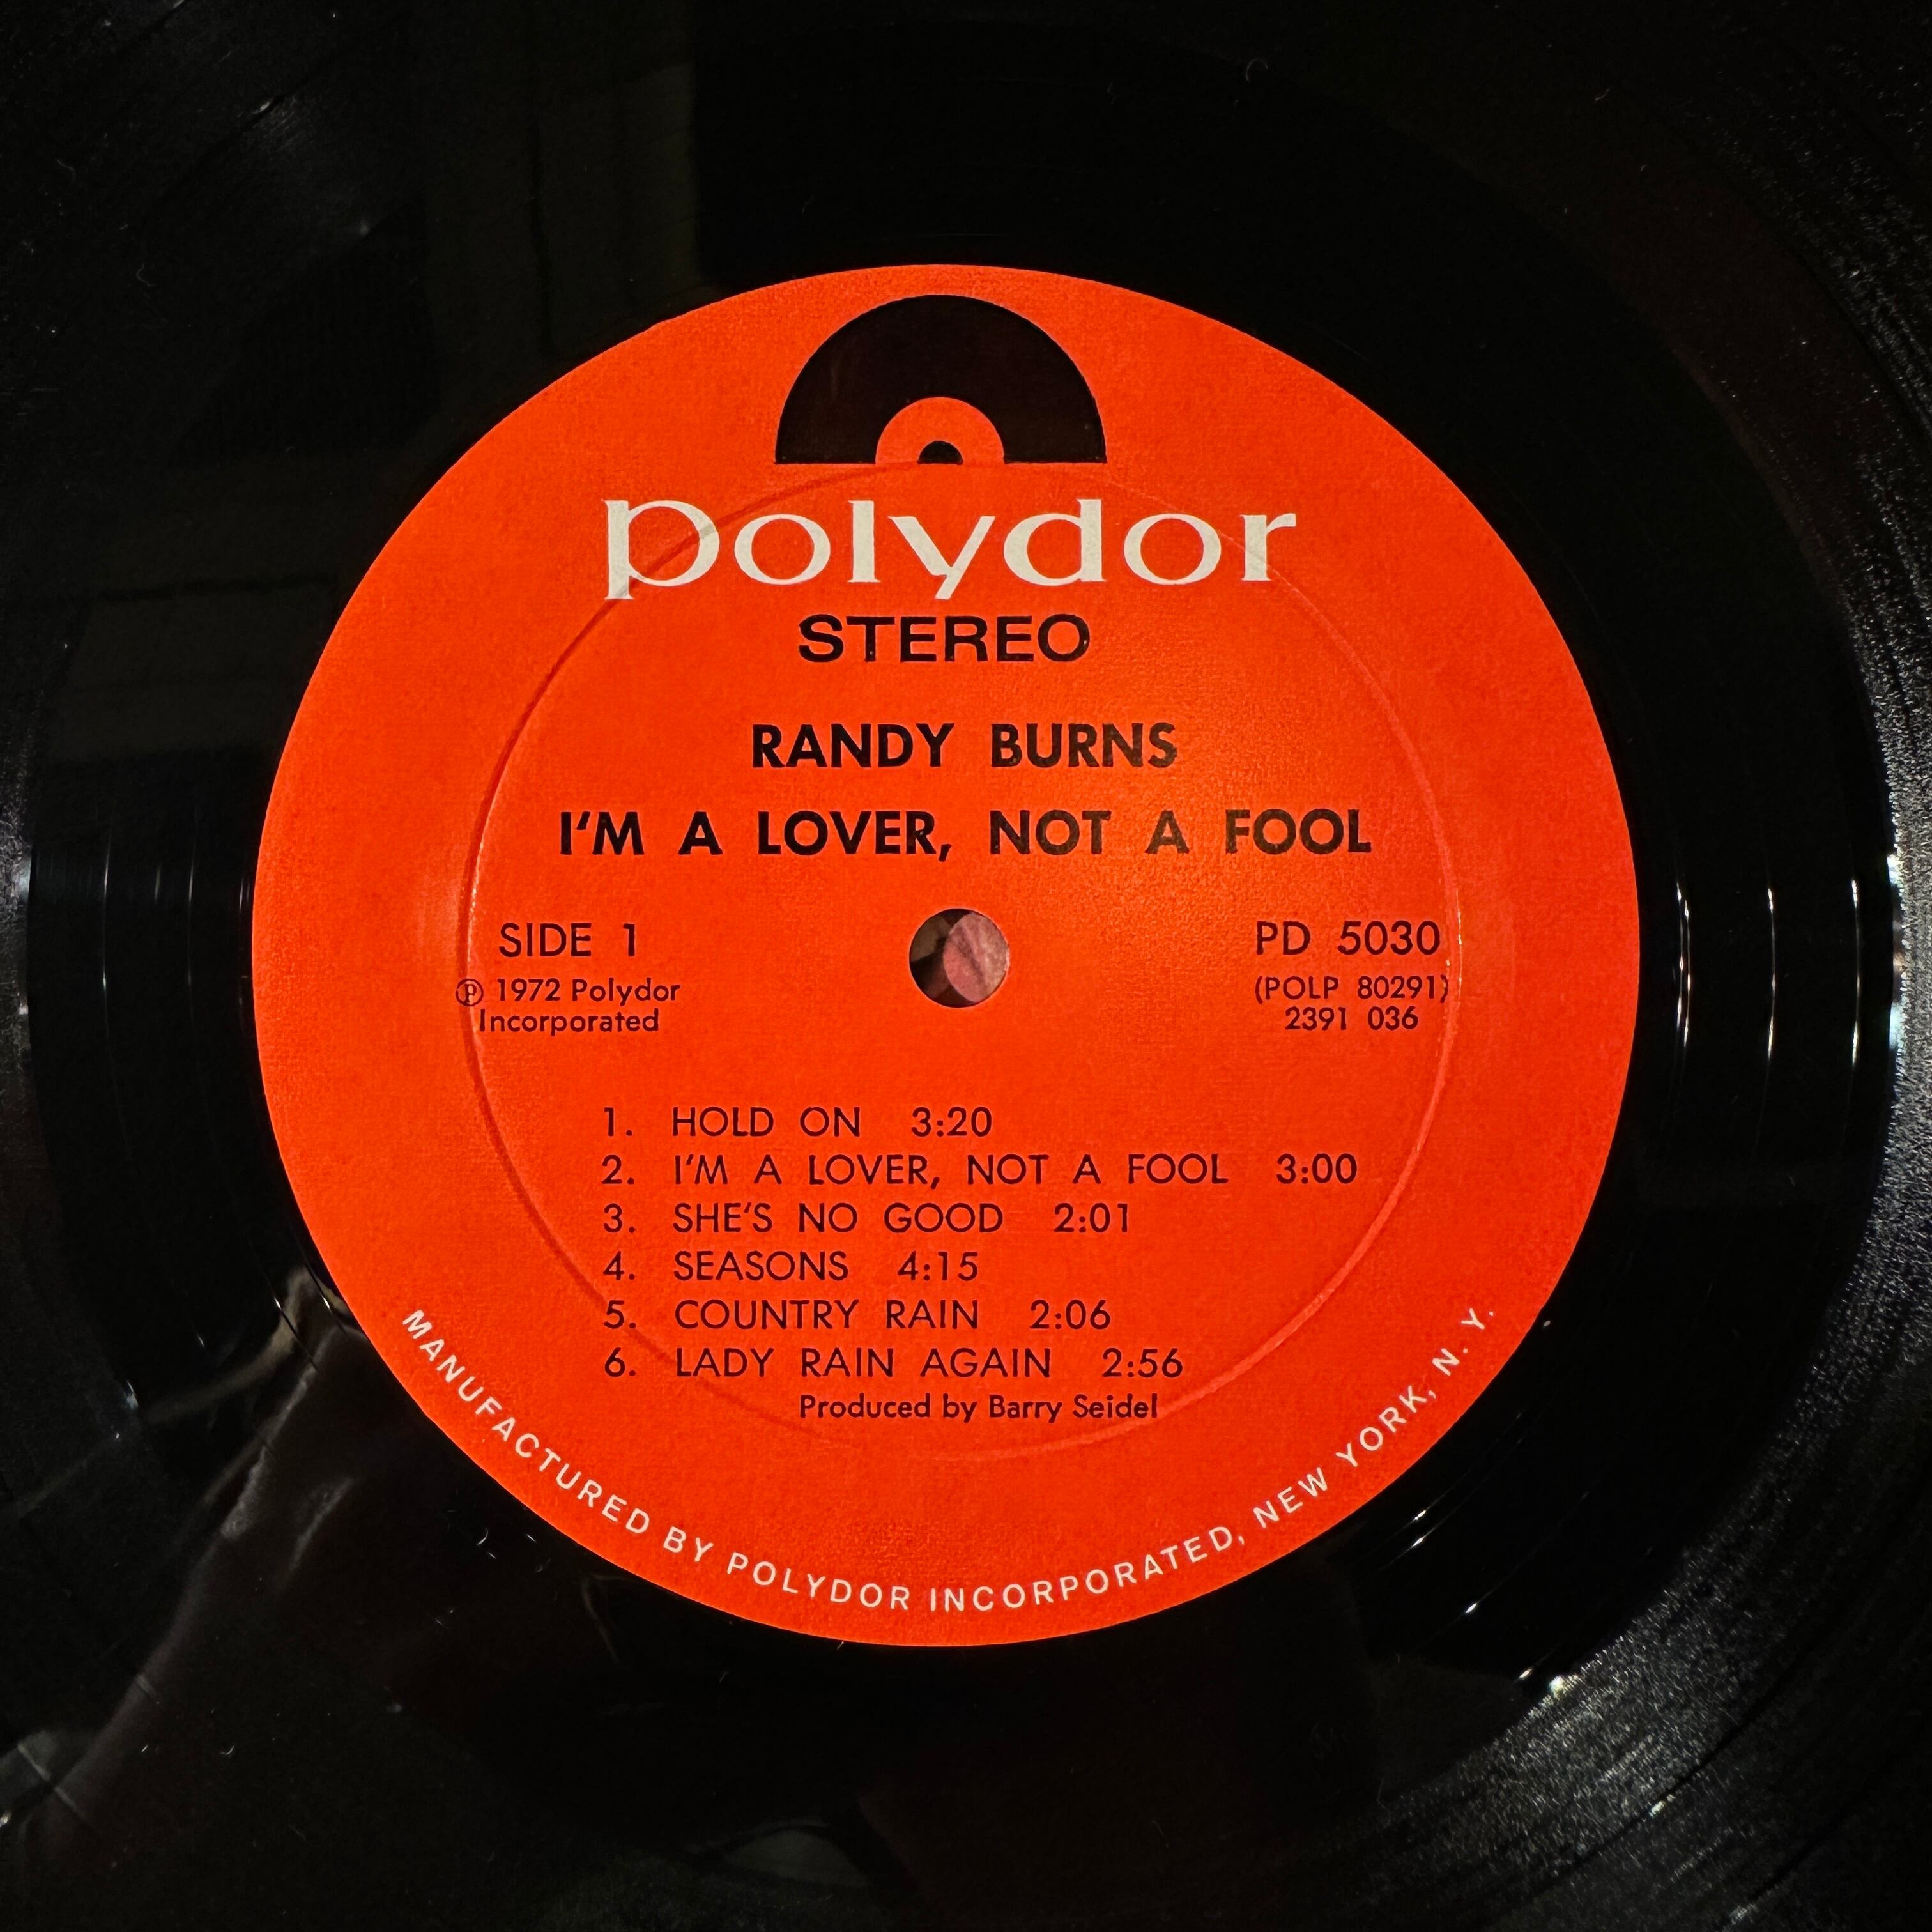 polydor
STEREO
RANDY BURNS
I'M A LOVER, NOT A FOOL
SIDE 1
℗ 1972 Polydor
Incorporated
PD 5030
(POLP 80291)
2391 036
1. HOLD ON 3:20
2. I'M A LOVER, NOT A FOOL 3:00
3. SHE'S NO GOOD 2:01
4. SEASONS 4:15
5. COUNTRY RAIN 2:06
6. LADY RAIN AGAIN 2:56
Produced by Barry Seidel
MANUFACTURED BY POLYDOR INCORPORATED, NEW YORK, N. Y.